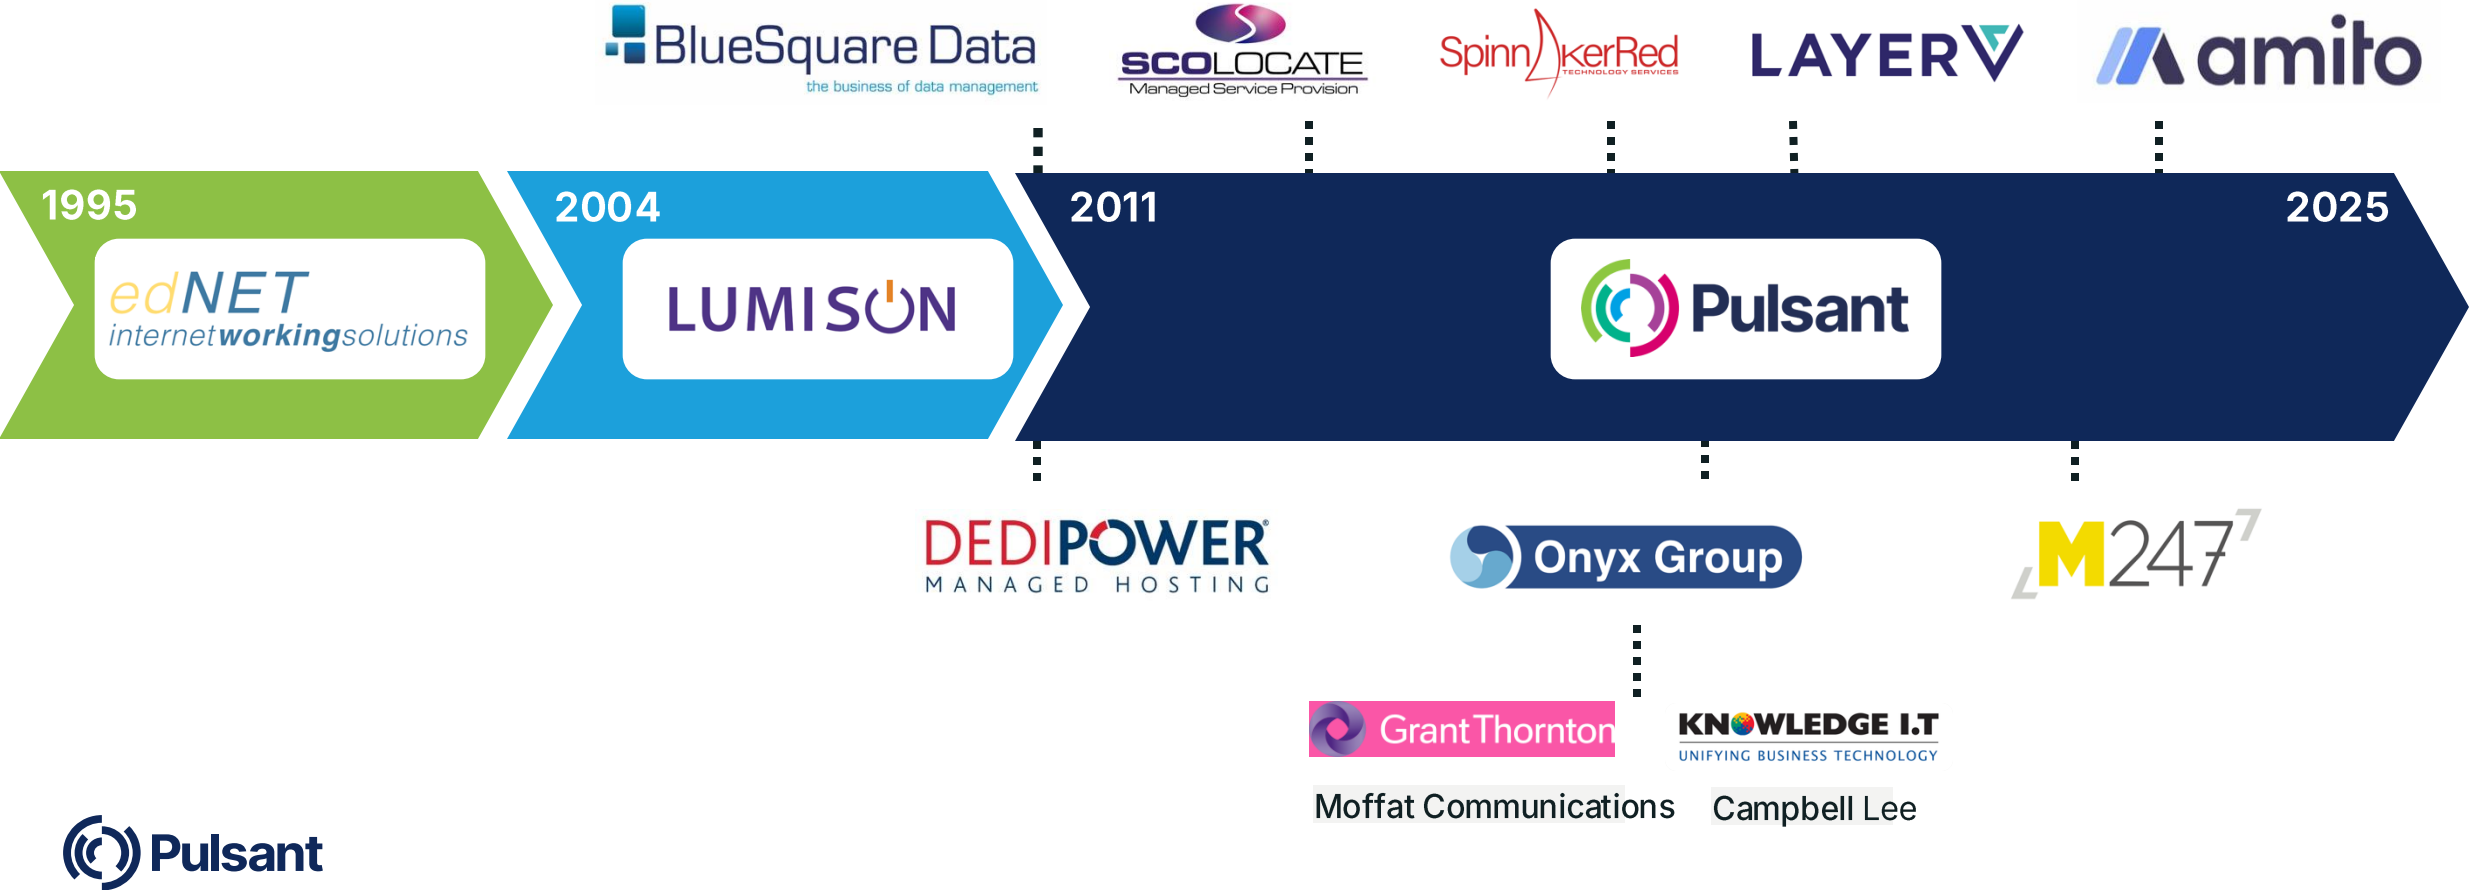 BlueSquare Data
the business of data management
SCOLOCATE
Managed Service Provision
SpinnkerRed
TECHNOLOGY SERVICES
LAYERV
amito
1995
2004
2011
2025
edNET
internetworkingsolutions
LUMISON
Pulsant
DEDIPOWER®
MANAGED HOSTING
Onyx Group
M247
Grant Thornton
KNOWLEDGE I.T
UNIFYING BUSINESS TECHNOLOGY
Moffat Communications
Campbell Lee
Pulsant